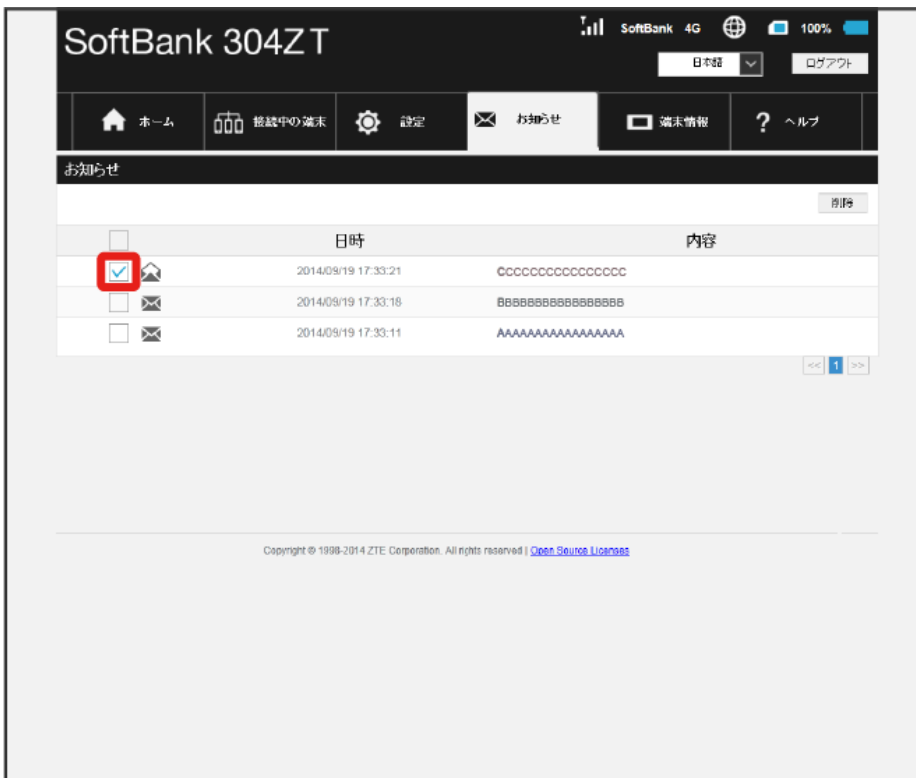 SoftBank 304ZT
SoftBank 4G 100%
日本語 ログアウト
ホーム 接続中の端末 設定 お知らせ 端末情報 ? ヘルプ
お知らせ
削除
日時 内容
2014/09/19 17:33:21 CCCCCCCCCCCCCCCC
2014/09/19 17:33:18 BBBBBBBBBBBBBBBBB
2014/09/19 17:33:11 AAAAAAAAAAAAAAAAA
<< 1 >>
Copyright © 1998-2014 ZTE Corporation. All rights reserved | Open Source Licenses